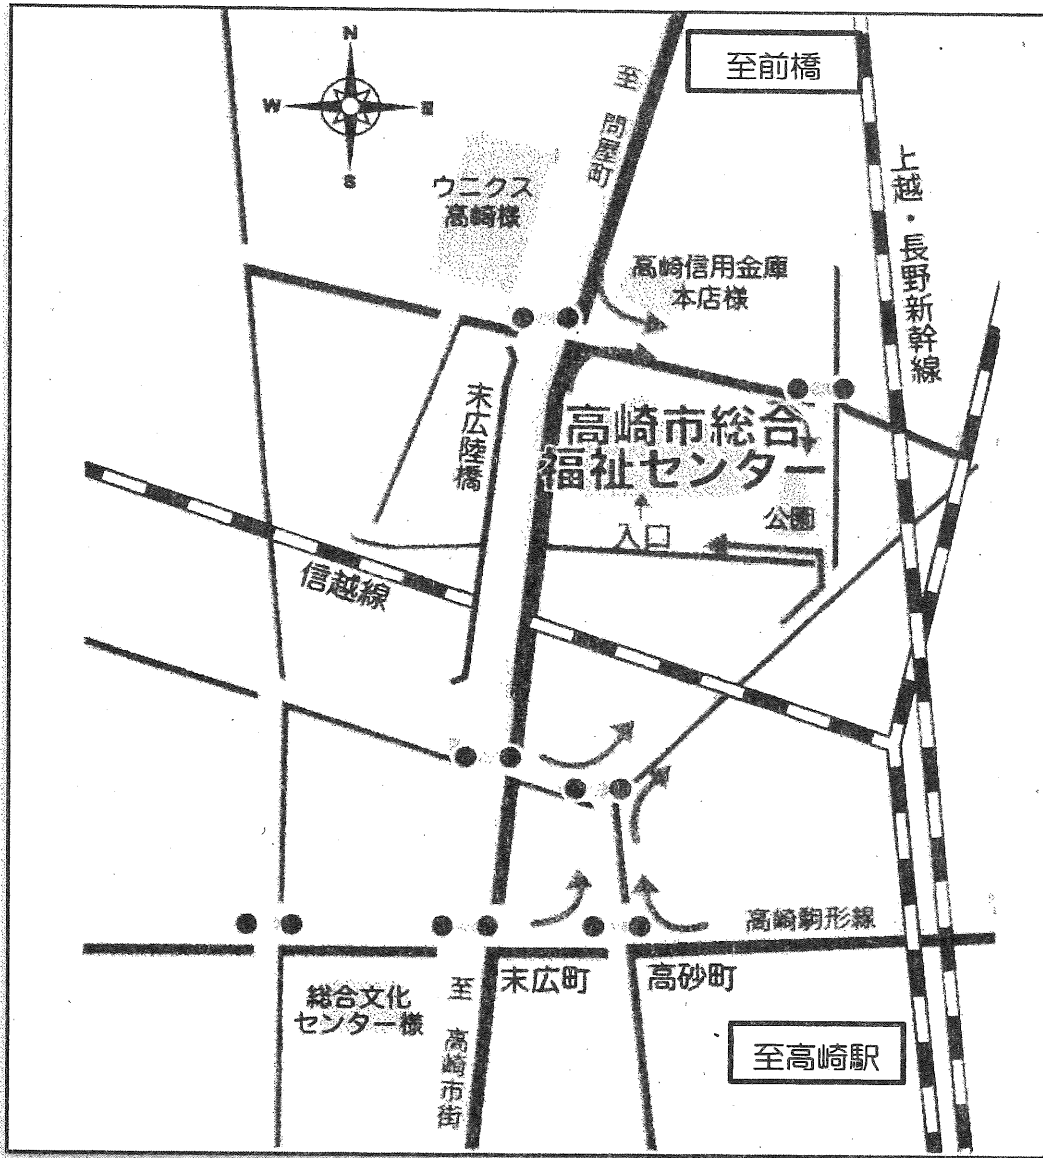 N
至前橋
W
至 問屋町
S
上越・長野新幹線
ウニクス
高崎様
高崎信用金庫
本店様
末広陸橋
高崎市総合
福祉センター
公園
入口
信越線
高崎駒形線
末広町
高砂町
総合文化
センター様
至 高崎市街
至高崎駅